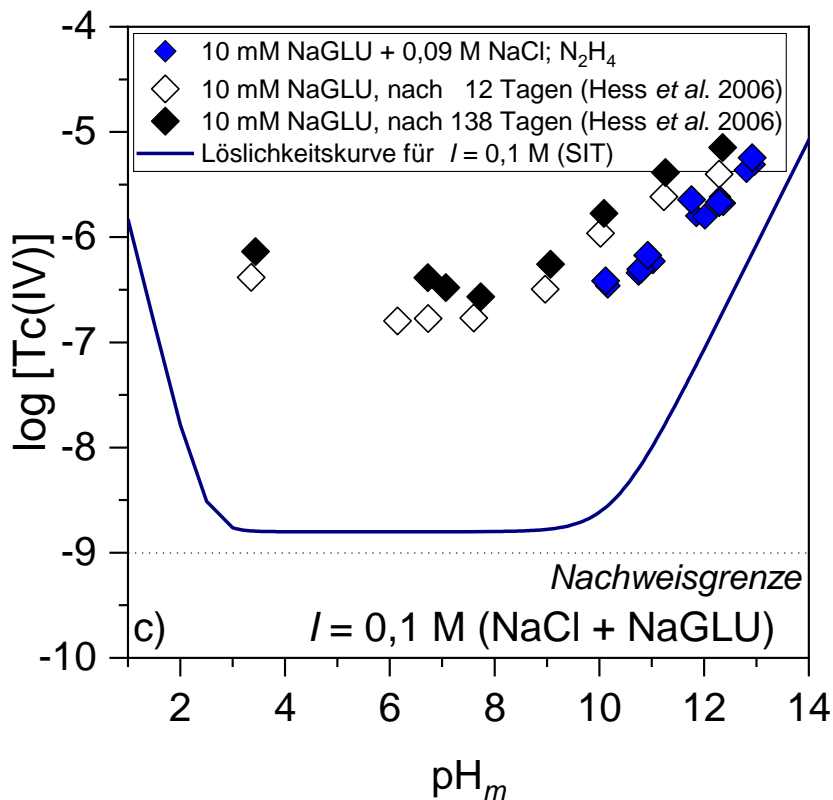 -4
-5
-6
-7
-8
-9
-10
log [Tc(IV)]
10 mM NaGLU + 0,09 M NaCl; N₂H₄
10 mM NaGLU, nach 12 Tagen (Hess et al. 2006)
10 mM NaGLU, nach 138 Tagen (Hess et al. 2006)
Löslichkeitskurve für I = 0,1 M (SIT)
Nachweisgrenze
c) I = 0,1 M (NaCl + NaGLU)
2 4 6 8 10 12 14
pHₘ